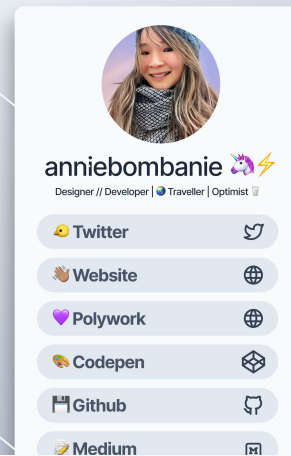 anniebombanie 🦄⚡
Designer // Developer | 🌏 Traveller | Optimist 🥛
🐤 Twitter
👋🏽 Website
💜 Polywork
🎨 Codepen
💾 Github
📝 Medium